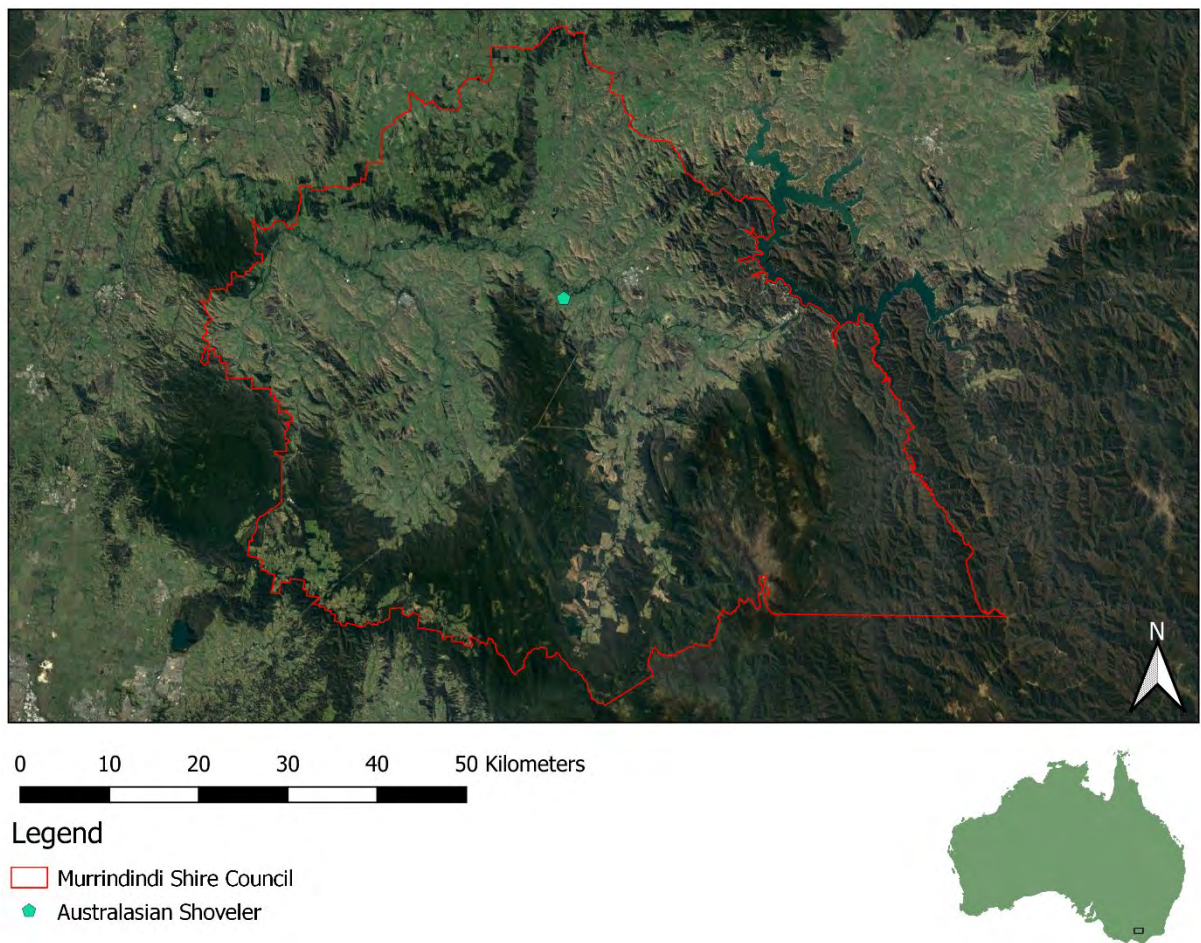 N
0 10 20 30 40 50 Kilometers
Legend
Murrindindi Shire Council
Australasian Shoveler